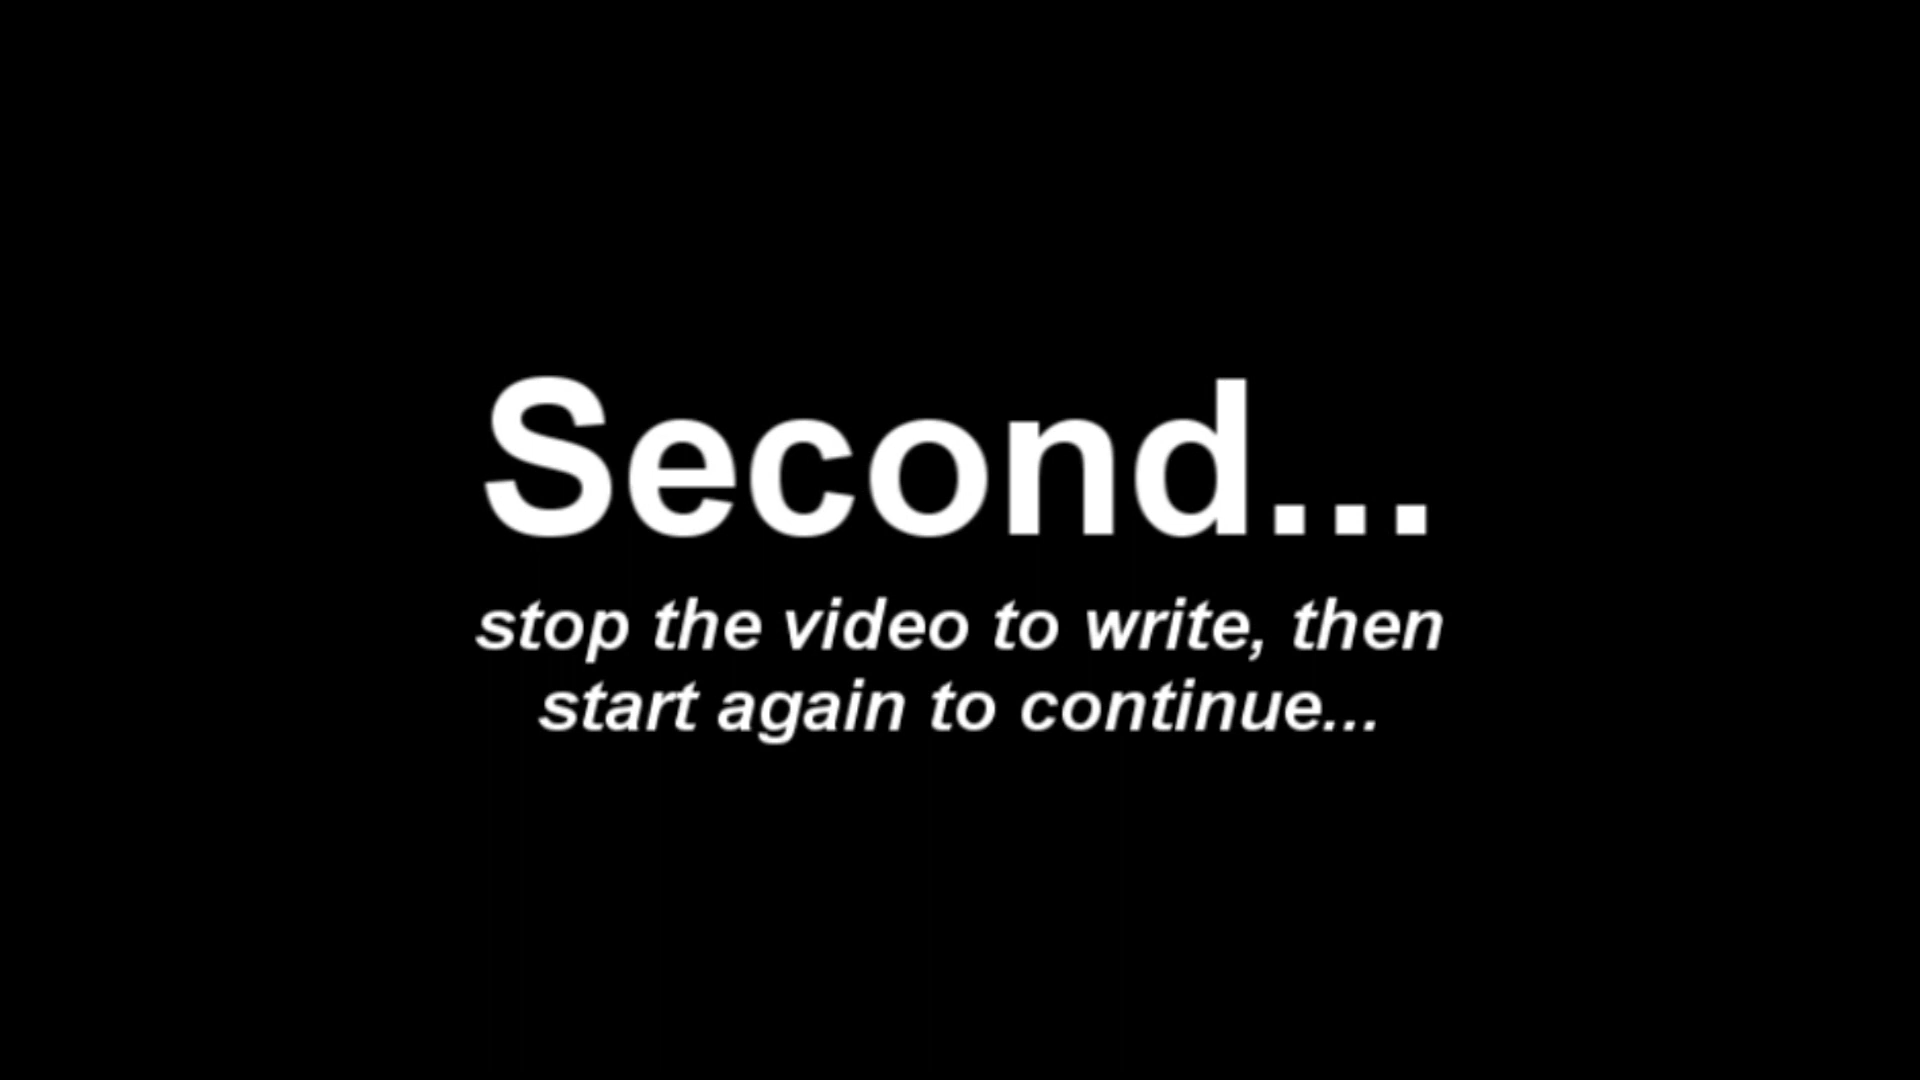 Second...
stop the video to write, then
start again to continue...